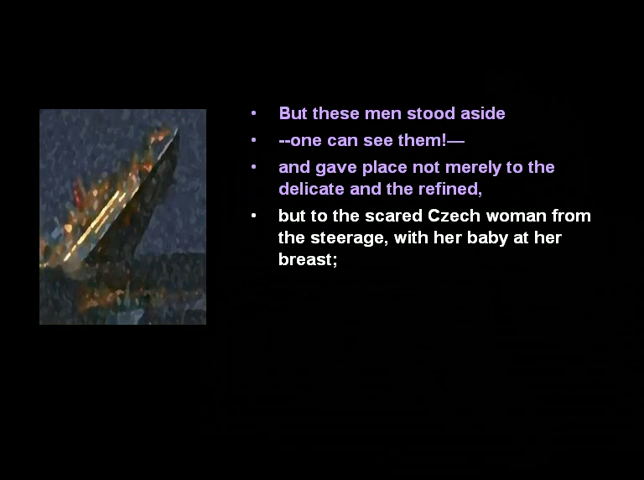 • But these men stood aside
• --one can see them!—
• and gave place not merely to the
delicate and the refined,
• but to the scared Czech woman from
the steerage, with her baby at her
breast;